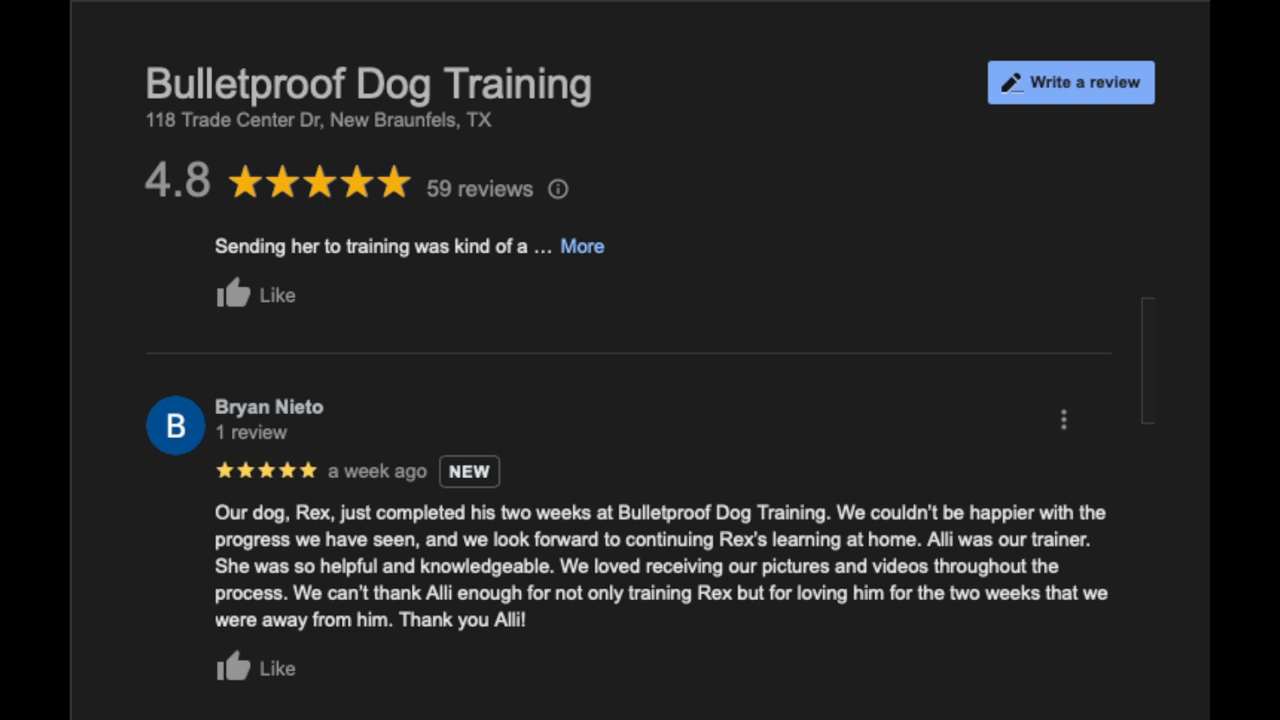 Bulletproof Dog Training
Write a review
118 Trade Center Dr, New Braunfels, TX
4.8 59 reviews
Sending her to training was kind of a ... More
Like
B
Bryan Nieto
1 review
a week ago NEW
Our dog, Rex, just completed his two weeks at Bulletproof Dog Training. We couldn't be happier with the
progress we have seen, and we look forward to continuing Rex's learning at home. Alli was our trainer.
She was so helpful and knowledgeable. We loved receiving our pictures and videos throughout the
process. We can't thank Alli enough for not only training Rex but for loving him for the two weeks that we
were away from him. Thank you Alli!
Like